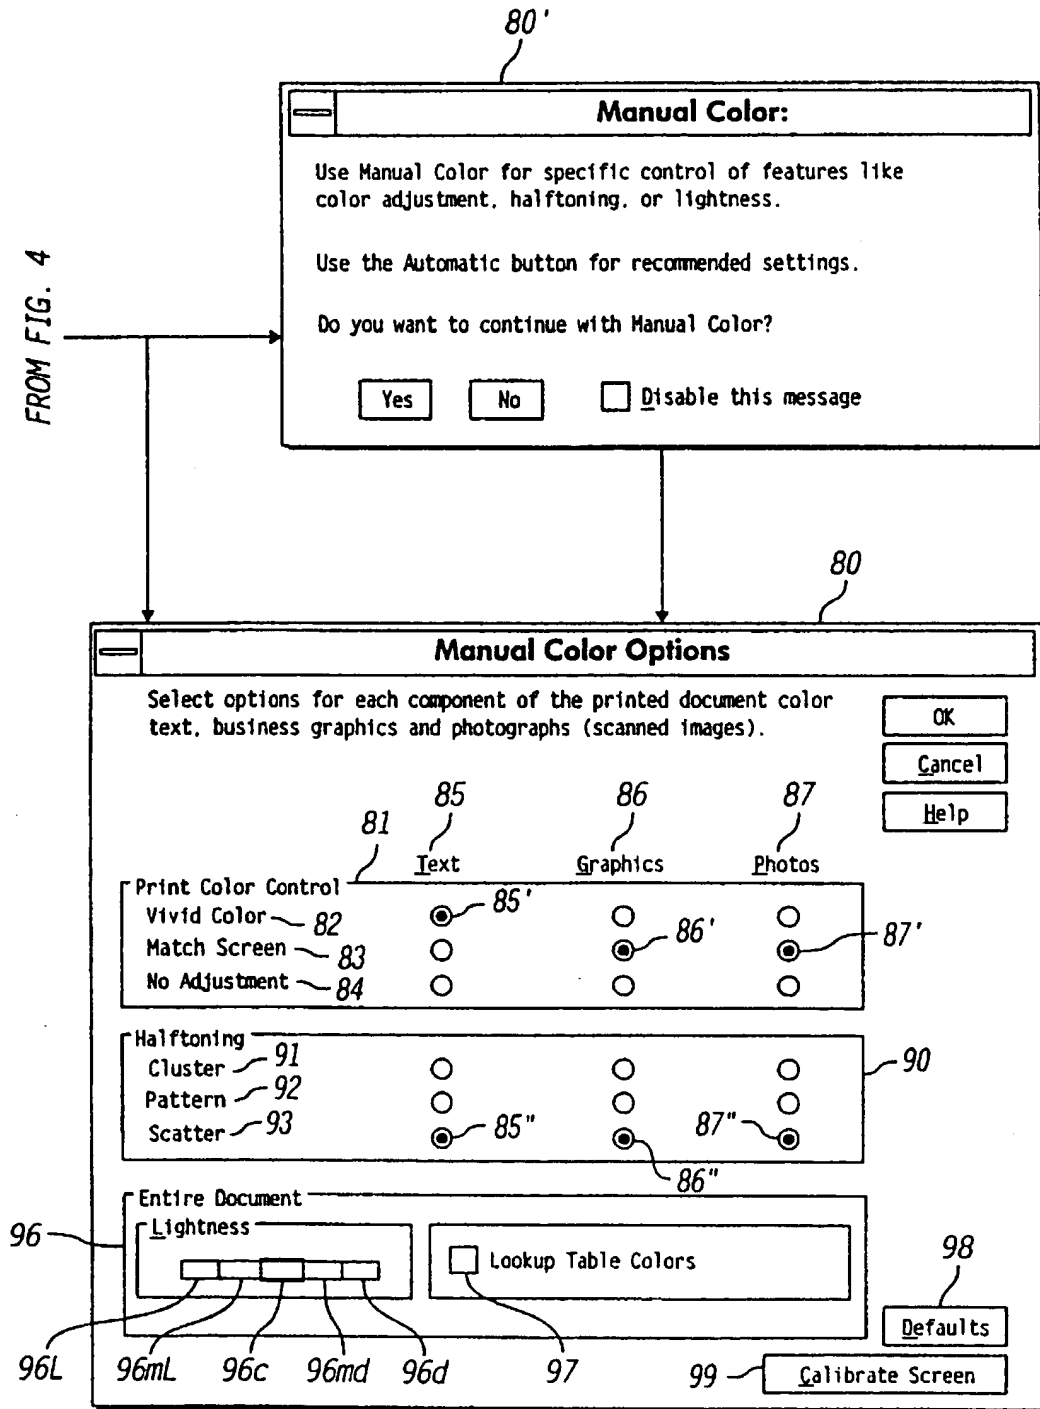 80'
Manual Color:
Use Manual Color for specific control of features like
color adjustment, halftoning, or lightness.
Use the Automatic button for recommended settings.
Do you want to continue with Manual Color?
Yes No Disable this message
FROM FIG. 4
80
Manual Color Options
Select options for each component of the printed document color
text, business graphics and photographs (scanned images).
OK
Cancel
Help
85 86 87
81
Text Graphics Photos
Print Color Control
Vivid Color 82 85'
Match Screen 83 86' 87'
No Adjustment 84
Halftoning
Cluster 91
90
Pattern 92
Scatter 93 85" 87"
86"
Entire Document
96
Lightness
Lookup Table Colors
98
Defaults
96L 96mL 96c 96md 96d 97
99 Calibrate Screen